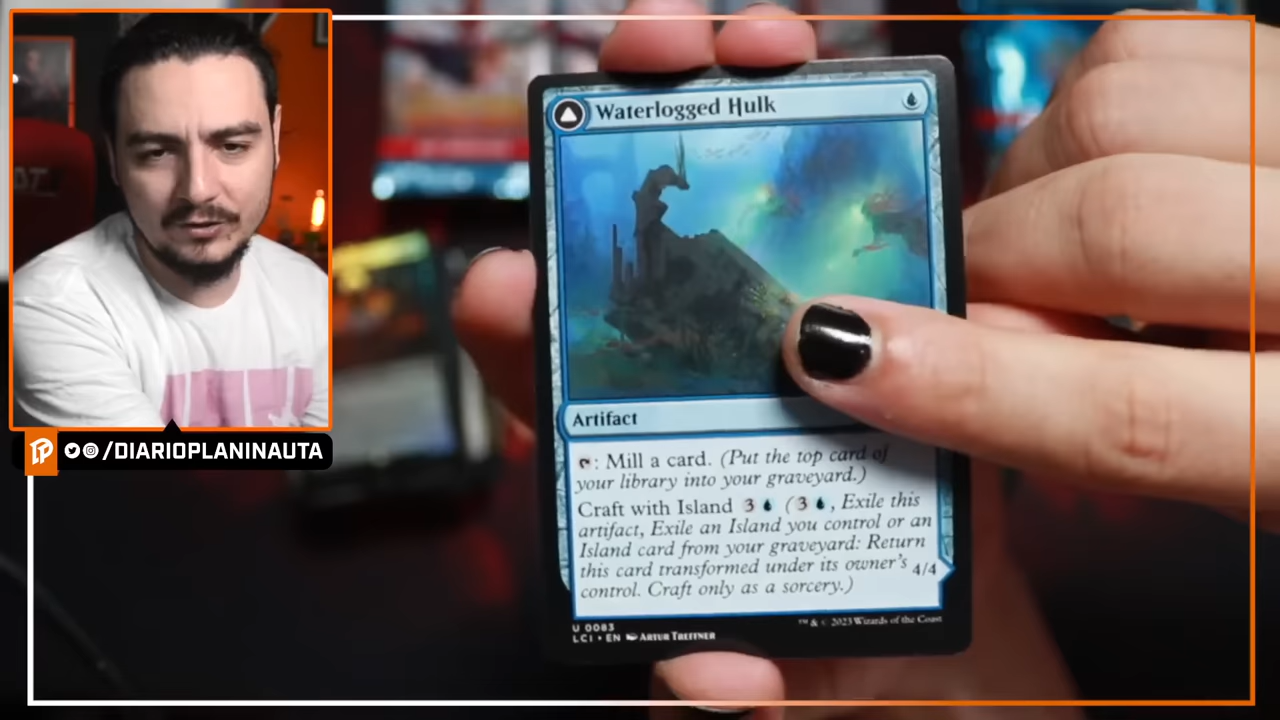 Waterlogged Hulk
Artifact
: Mill a card. (Put the top card of
your library into your graveyard.)
Craft with Island 3 (3 , Exile this
artifact, Exile an Island you control or an
Island card from your graveyard: Return
this card transformed under its owner's
control. Craft only as a sorcery.)
4/4
U 0083
LCI • EN ARTUR TREFFNER
™ & © 2023 Wizards of the Coast
/DIARIOPLANINAUTA